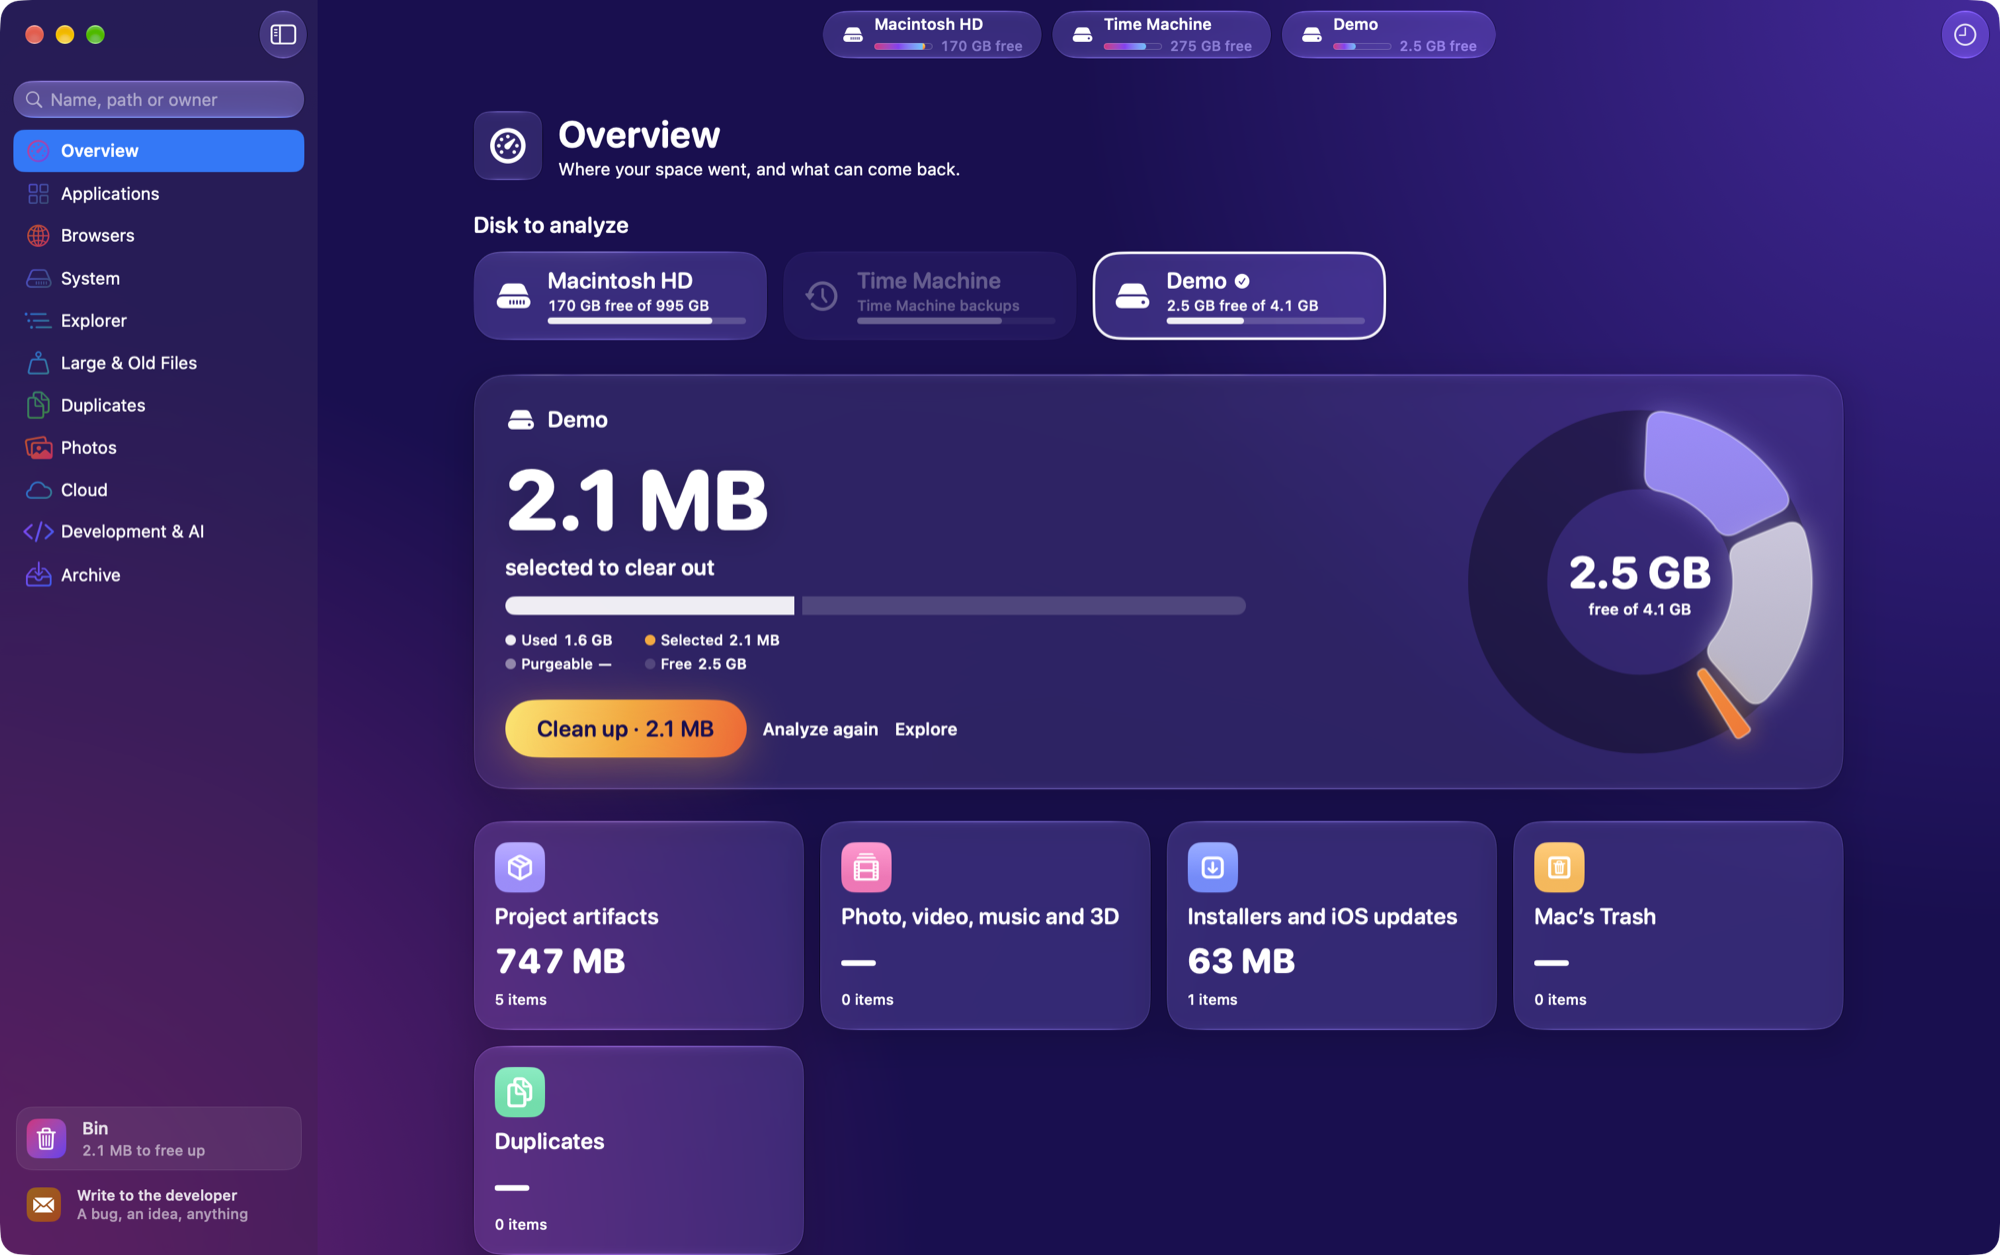 Macintosh HD
170 GB free
Time Machine
275 GB free
Demo
2.5 GB free
Name, path or owner
Overview
Applications
Browsers
System
Explorer
Large & Old Files
Duplicates
Photos
Cloud
Development & AI
Archive
Bin
2.1 MB to free up
Write to the developer
A bug, an idea, anything
Overview
Where your space went, and what can come back.
Disk to analyze
Macintosh HD
170 GB free of 995 GB
Time Machine
Time Machine backups
Demo
2.5 GB free of 4.1 GB
Demo
2.1 MB
selected to clear out
Used 1.6 GB
Selected 2.1 MB
Purgeable —
Free 2.5 GB
Clean up · 2.1 MB
Analyze again
Explore
2.5 GB
free of 4.1 GB
Project artifacts
747 MB
5 items
Photo, video, music and 3D
—
0 items
Installers and iOS updates
63 MB
1 items
Mac’s Trash
—
0 items
Duplicates
—
0 items